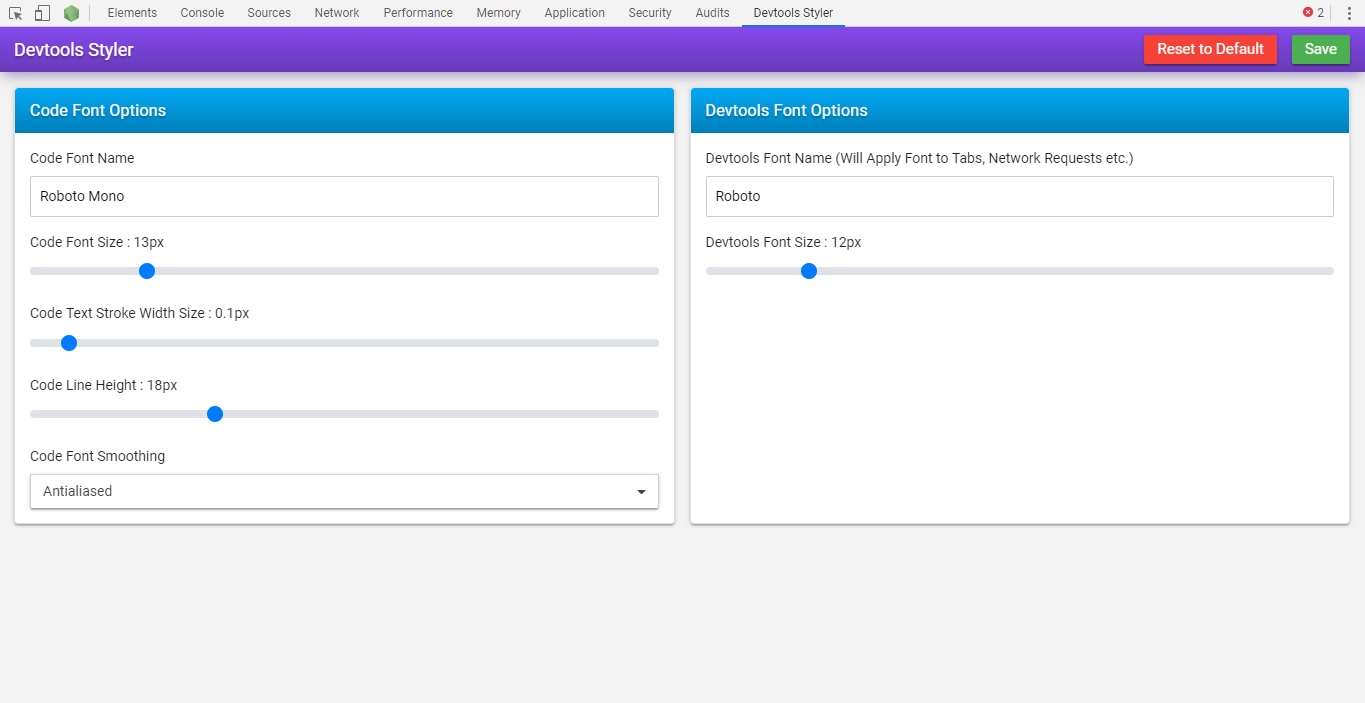 Elements Console Sources Network Performance Memory Application Security Audits Devtools Styler 2
Devtools Styler Reset to Default Save
Code Font Options
Code Font Name
Roboto Mono
Code Font Size : 13px
Code Text Stroke Width Size : 0.1px
Code Line Height : 18px
Code Font Smoothing
Antialiased
Devtools Font Options
Devtools Font Name (Will Apply Font to Tabs, Network Requests etc.)
Roboto
Devtools Font Size : 12px